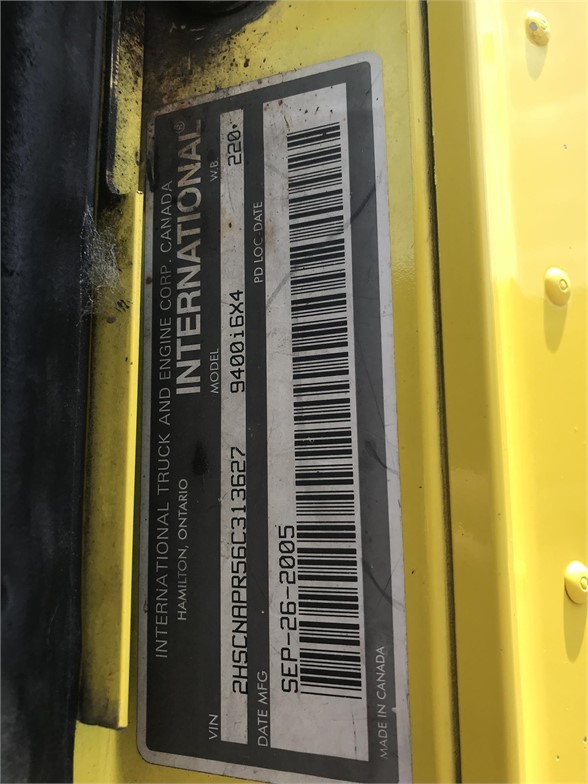 INTERNATIONAL TRUCK AND ENGINE CORP. CANADA
HAMILTON, ONTARIO INTERNATIONAL®
VIN MODEL W.B.
2HSCNAPR56C313627 9400i6X4 220.
DATE MFG PD LOC-DATE
SEP-26-2005
MADE IN CANADA